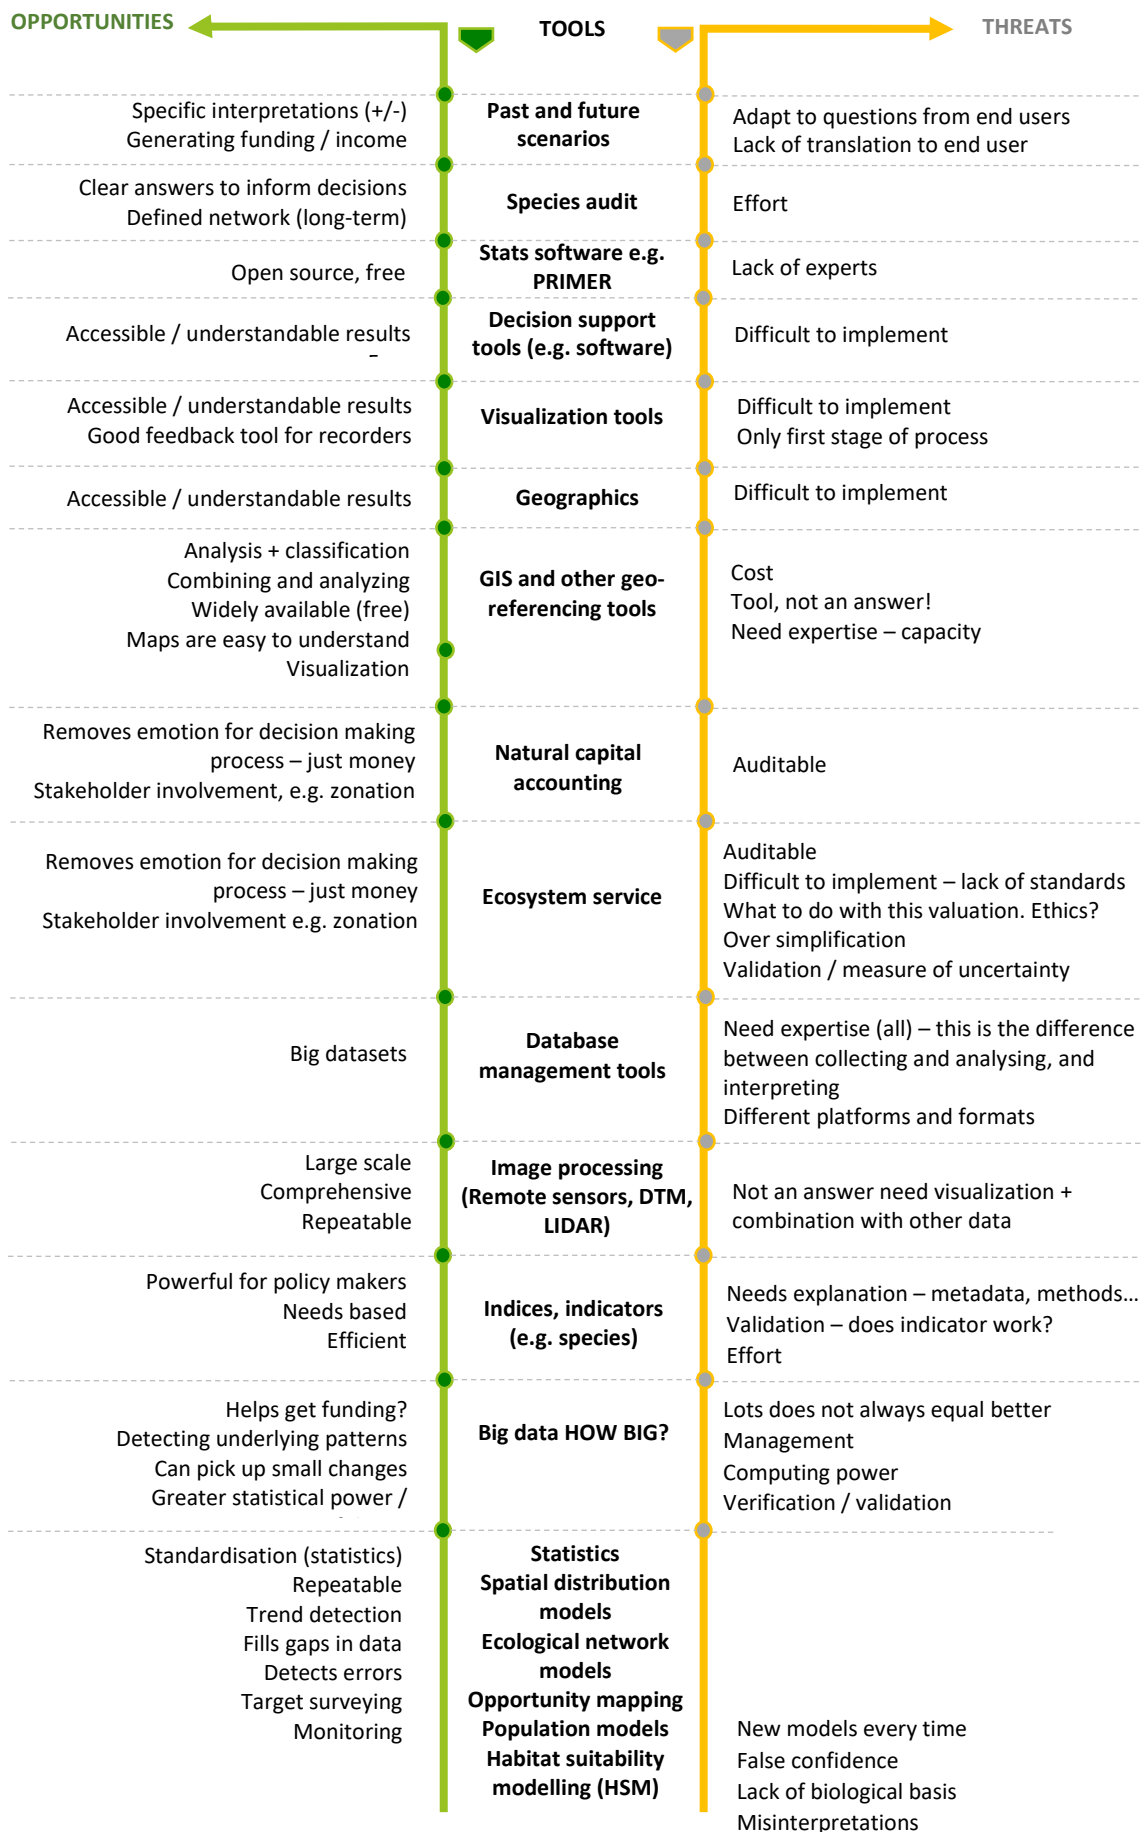 OPPORTUNITIES
TOOLS
THREATS
Specific interpretations (+/-)
Generating funding / income
Past and future
scenarios
Adapt to questions from end users
Lack of translation to end user
Clear answers to inform decisions
Defined network (long-term)
Species audit
Effort
Open source, free
Stats software e.g.
PRIMER
Lack of experts
Accessible / understandable results
Decision support
tools (e.g. software)
Difficult to implement
Accessible / understandable results
Good feedback tool for recorders
Visualization tools
Difficult to implement
Only first stage of process
Accessible / understandable results
Geographics
Difficult to implement
Analysis + classification
Combining and analyzing
Widely available (free)
Maps are easy to understand
Visualization
GIS and other geo-
referencing tools
Cost
Tool, not an answer!
Need expertise – capacity
Removes emotion for decision making
process – just money
Stakeholder involvement, e.g. zonation
Natural capital
accounting
Auditable
Removes emotion for decision making
process – just money
Stakeholder involvement e.g. zonation
Ecosystem service
Auditable
Difficult to implement – lack of standards
What to do with this valuation. Ethics?
Over simplification
Validation / measure of uncertainty
Big datasets
Database
management tools
Need expertise (all) – this is the difference
between collecting and analysing, and
interpreting
Different platforms and formats
Large scale
Comprehensive
Repeatable
Image processing
(Remote sensors, DTM,
LIDAR)
Not an answer need visualization +
combination with other data
Powerful for policy makers
Needs based
Efficient
Indices, indicators
(e.g. species)
Needs explanation – metadata, methods…
Validation – does indicator work?
Effort
Helps get funding?
Detecting underlying patterns
Can pick up small changes
Greater statistical power /
Big data HOW BIG?
Lots does not always equal better
Management
Computing power
Verification / validation
Standardisation (statistics)
Repeatable
Trend detection
Fills gaps in data
Detects errors
Target surveying
Monitoring
Statistics
Spatial distribution
models
Ecological network
models
Opportunity mapping
Population models
Habitat suitability
modelling (HSM)
New models every time
False confidence
Lack of biological basis
Misinterpretations